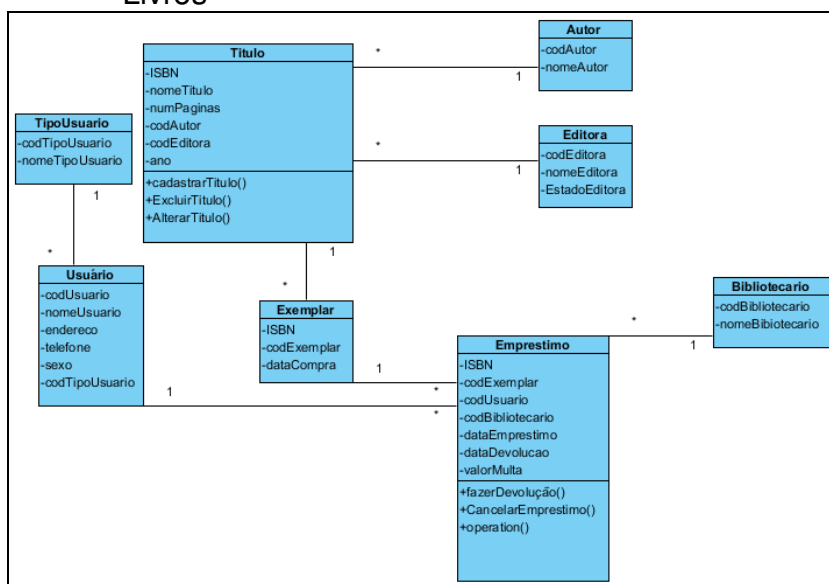 Livros
Titulo
-ISBN
-nomeTitulo
-numPaginas
-codAutor
-codEditora
-ano
+cadastrarTitulo()
+ExcluirTitulo()
+AlterarTitulo()
*
1
Autor
-codAutor
-nomeAutor
*
1
Editora
-codEditora
-nomeEditora
-EstadoEditora
TipoUsuario
-codTipoUsuario
-nomeTipoUsuario
1
*
Usuário
-codUsuario
-nomeUsuario
-endereco
-telefone
-sexo
-codTipoUsuario
1
*
Exemplar
-ISBN
-codExemplar
-dataCompra
1
*
1
*
Emprestimo
-ISBN
-codExemplar
-codUsuario
-codBibliotecario
-dataEmprestimo
-dataDevolucao
-valorMulta
+fazerDevolução()
+CancelarEmprestimo()
+operation()
*
1
Bibliotecario
-codBibliotecario
-nomeBibiotecario